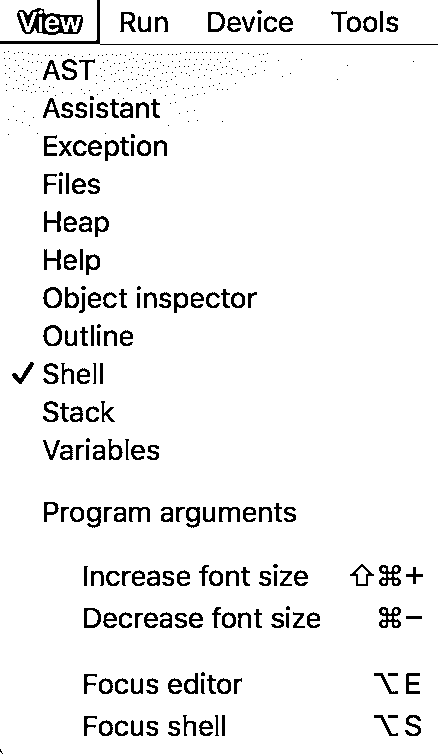 View Run Device Tools
AST
Assistant
Exception
Files
Heap
Help
Object inspector
Outline
✓ Shell
Stack
Variables
Program arguments
Increase font size ⇧⌘+
Decrease font size ⌘−
Focus editor ⌥E
Focus shell ⌥S